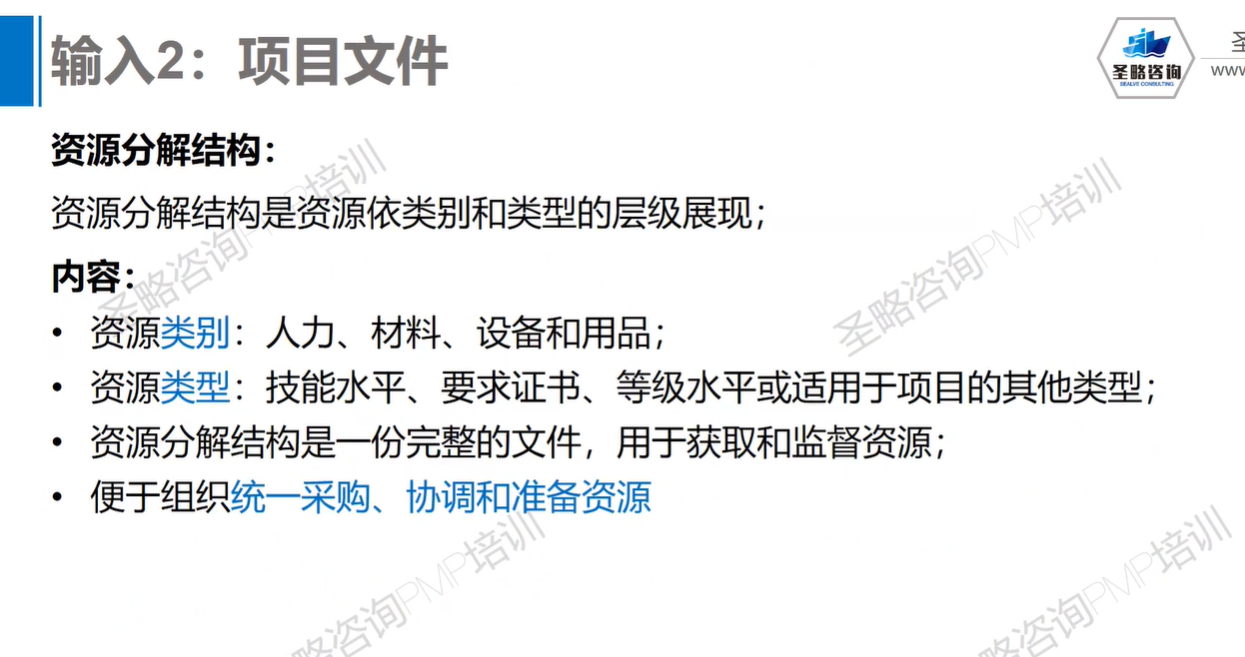 输入2：项目文件
圣略咨询
SEALVE CONSULTING
圣
www
资源分解结构：
资源分解结构是资源依类别和类型的层级展现；
内容：
• 资源类别：人力、材料、设备和用品；
• 资源类型：技能水平、要求证书、等级水平或适用于项目的其他类型；
• 资源分解结构是一份完整的文件，用于获取和监督资源；
• 便于组织统一采购、协调和准备资源
圣略咨询PMP培训
圣略咨询PMP培训
略咨询PMP培训
略咨询PMP培训